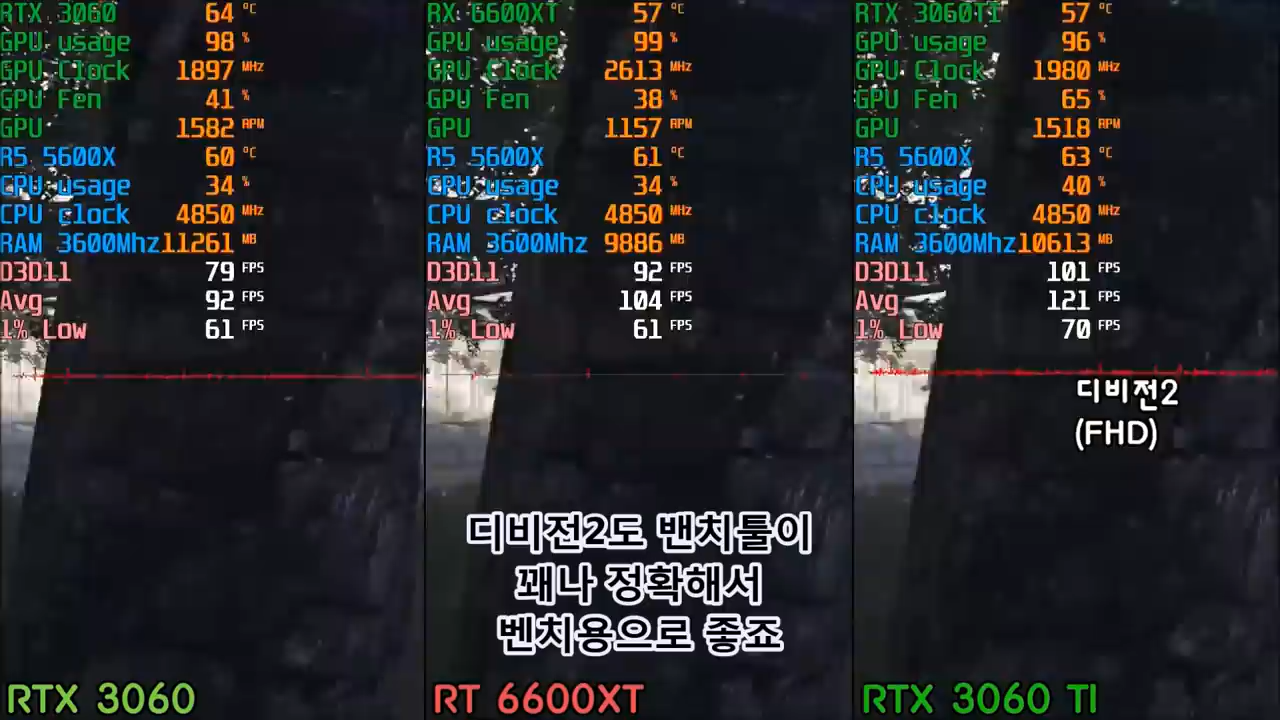 RTX 3060 64 °C
GPU usage 98 %
GPU Clock 1897 MHz
GPU Fen 41 %
GPU 1582 RPM
R5 5600X 60 °C
CPU usage 34 %
CPU clock 4850 MHz
RAM 3600Mhz 11261 MB
D3D11 79 FPS
Avg 92 FPS
1% Low 61 FPS
RX 6600XT 57 °C
GPU usage 99 %
GPU Clock 2613 MHz
GPU Fen 38 %
GPU 1157 RPM
R5 5600X 61 °C
CPU usage 34 %
CPU clock 4850 MHz
RAM 3600Mhz 9886 MB
D3D11 92 FPS
Avg 104 FPS
1% Low 61 FPS
RTX 3060TI 57 °C
GPU usage 96 %
GPU Clock 1980 MHz
GPU Fen 65 %
GPU 1518 RPM
R5 5600X 63 °C
CPU usage 40 %
CPU clock 4850 MHz
RAM 3600Mhz 10613 MB
D3D11 101 FPS
Avg 121 FPS
1% Low 70 FPS
디비전2
(FHD)
디비전2도 밴치툴이
꽤나 정확해서
벤치용으로 좋죠
RTX 3060
RT 6600XT
RTX 3060 TI